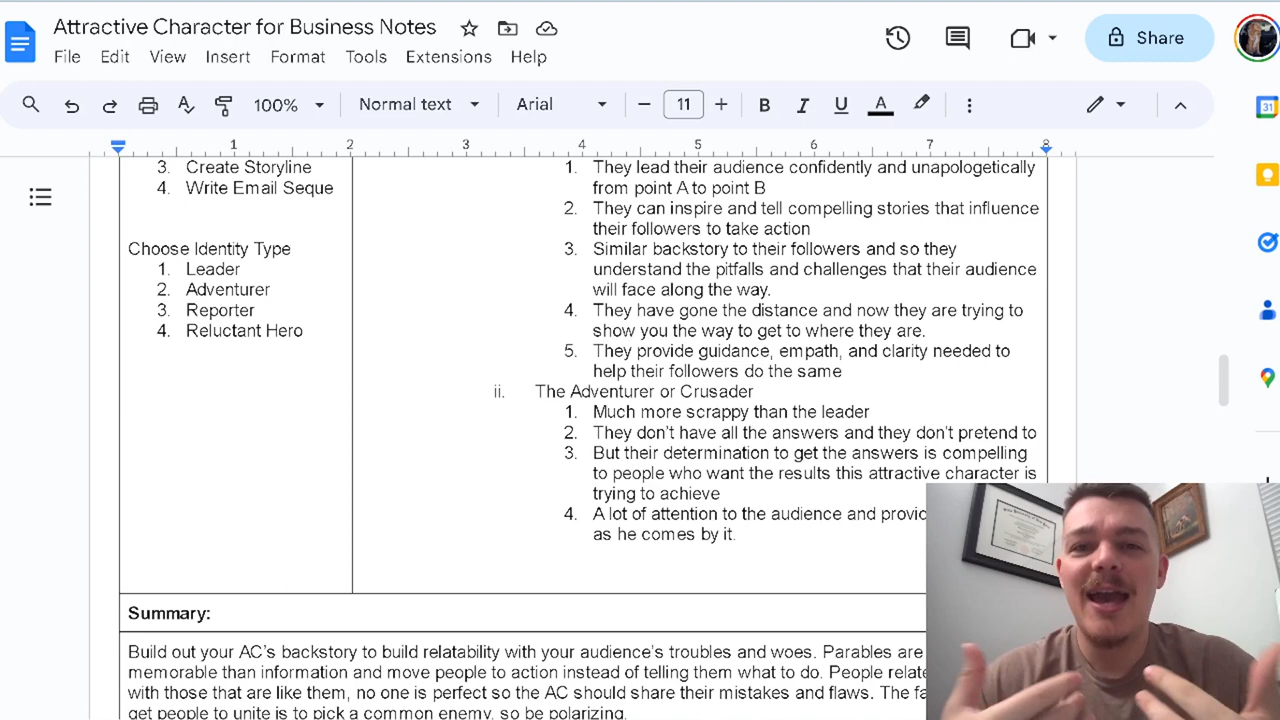 Attractive Character for Business Notes
File Edit View Insert Format Tools Extensions Help
Share
100% Normal text Arial 11
1 2 3 4 5 6 7 8
31
3. Create Storyline
4. Write Email Seque
Choose Identity Type
1. Leader
2. Adventurer
3. Reporter
4. Reluctant Hero
1. They lead their audience confidently and unapologetically
from point A to point B
2. They can inspire and tell compelling stories that influence
their followers to take action
3. Similar backstory to their followers and so they
understand the pitfalls and challenges that their audience
will face along the way.
4. They have gone the distance and now they are trying to
show you the way to get to where they are.
5. They provide guidance, empath, and clarity needed to
help their followers do the same
ii. The Adventurer or Crusader
1. Much more scrappy than the leader
2. They don't have all the answers and they don't pretend to
3. But their determination to get the answers is compelling
to people who want the results this attractive character is
trying to achieve
4. A lot of attention to the audience and provid
as he comes by it.
Summary:
Build out your AC's backstory to build relatability with your audience's troubles and woes. Parables are
memorable than information and move people to action instead of telling them what to do. People relate
with those that are like them, no one is perfect so the AC should share their mistakes and flaws. The fa
get people to unite is to pick a common enemy, so be polarizing.